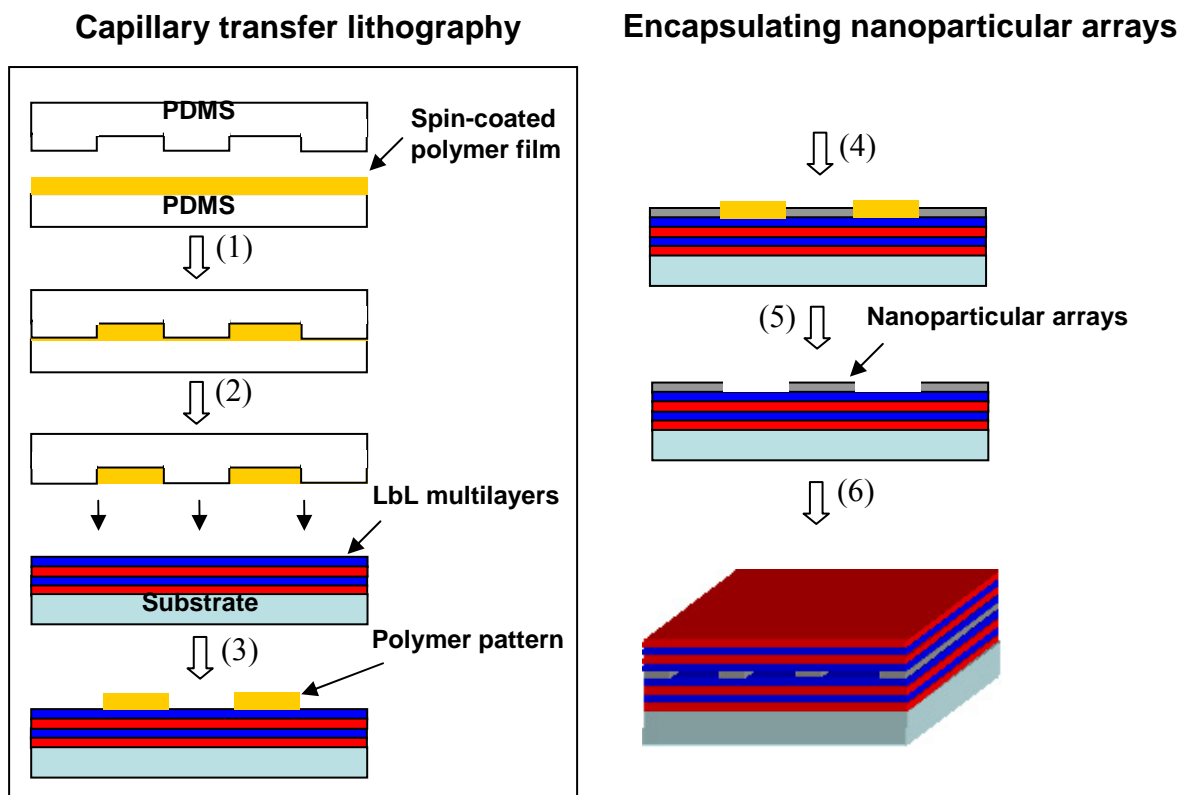 Capillary transfer lithography
PDMS
Spin-coated
polymer film
PDMS
(1)
(2)
LbL multilayers
Substrate
(3)
Polymer pattern
Encapsulating nanoparticular arrays
(4)
(5)
Nanoparticular arrays
(6)